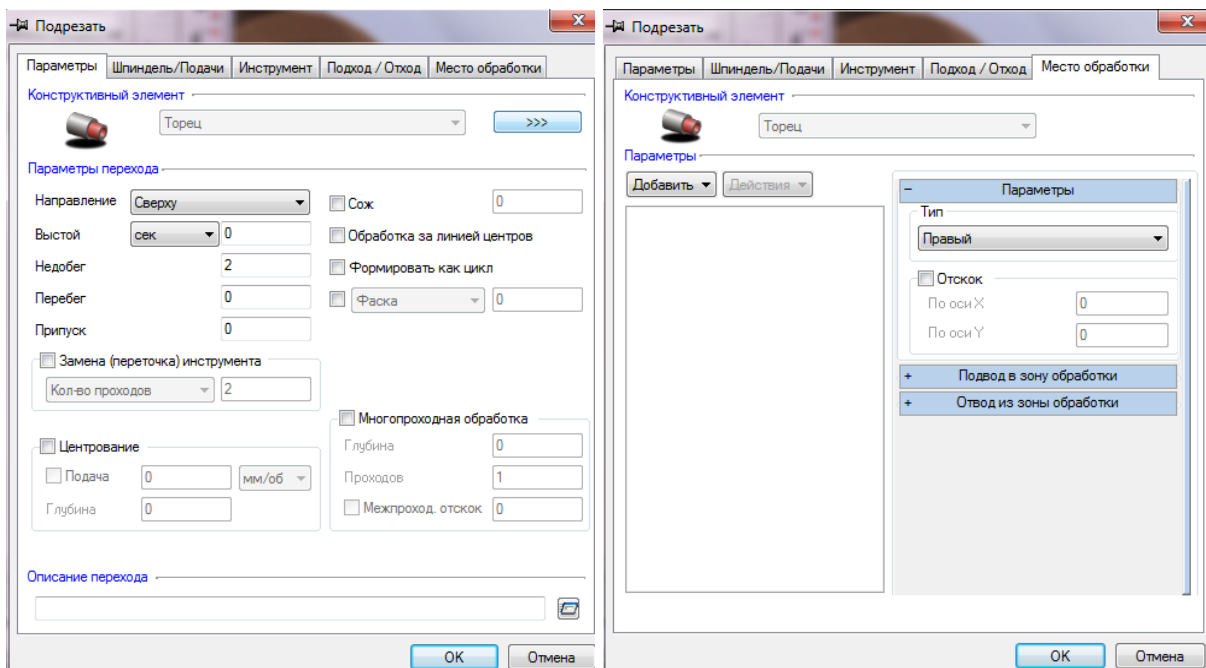 Подрезать
Параметры Шпиндель/Подачи Инструмент Подход / Отход Место обработки
Конструктивный элемент
Торец >>>
Параметры перехода
Направление Сверху Сож 0
Выстой сек 0 Обработка за линией центров
Недобег 2 Формировать как цикл
Перебег 0 Фаска 0
Припуск 0
Замена (переточка) инструмента
Кол-во проходов 2
Многопроходная обработка
Центрование Глубина 0
Подача 0 мм/об Проходов 1
Глубина 0 Межпроход. отскок 0
Описание перехода
OK Отмена
Подрезать
Параметры Шпиндель/Подачи Инструмент Подход / Отход Место обработки
Конструктивный элемент
Торец
Параметры
Добавить Действия
Параметры
Тип
Правый
Отскок
По оси X 0
По оси Y 0
+ Подвод в зону обработки
+ Отвод из зоны обработки
OK Отмена